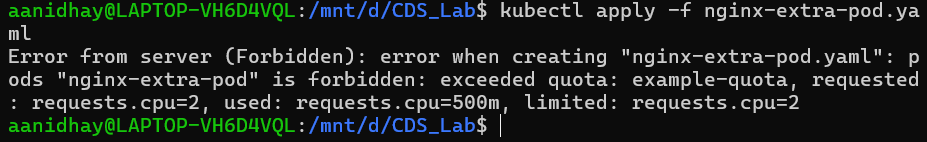 aanidhay@LAPTOP-VH6D4VQL:/mnt/d/CDS_Lab$ kubectl apply -f nginx-extra-pod.ya
ml
Error from server (Forbidden): error when creating "nginx-extra-pod.yaml": p
ods "nginx-extra-pod" is forbidden: exceeded quota: example-quota, requested
: requests.cpu=2, used: requests.cpu=500m, limited: requests.cpu=2
aanidhay@LAPTOP-VH6D4VQL:/mnt/d/CDS_Lab$